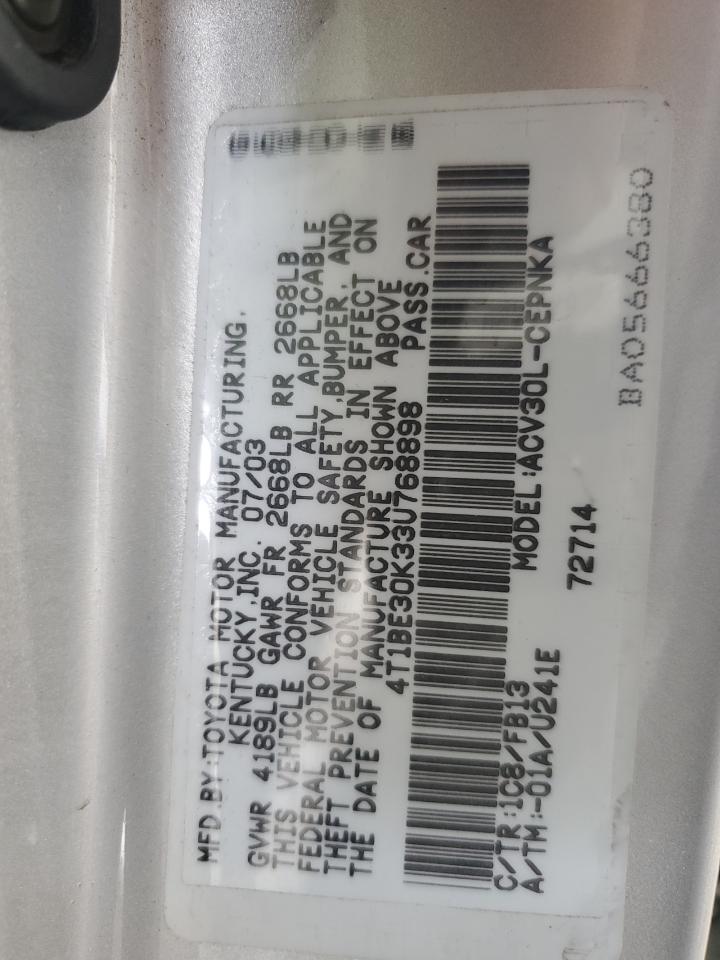 MFD.BY:TOYOTA MOTOR MANUFACTURING,
KENTUCKY,INC. 07/03
GVWR 4189LB GAWR FR 2668LB RR 2668LB
THIS VEHICLE CONFORMS TO ALL APPLICABLE
FEDERAL MOTOR VEHICLE SAFETY,BUMPER, AND
THEFT PREVENTION STANDARDS IN EFFECT ON
THE DATE OF MANUFACTURE SHOWN ABOVE
4T1BE30K33U768898 PASS.CAR
C/TR:1C8/FB13 MODEL:ACV30L-CEPNKA
A/TM:-01A/U241E 72714
BA05666380